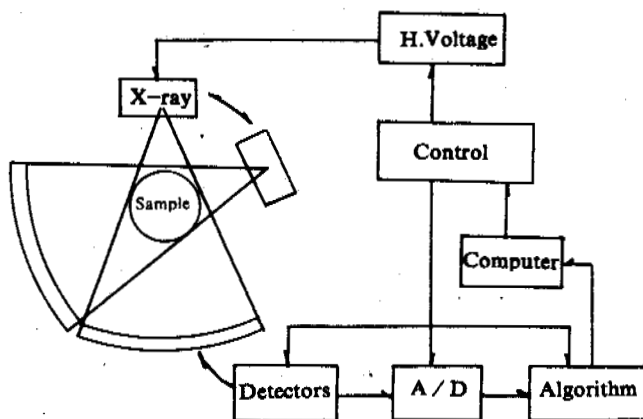 H.Voltage
X-ray
Control
Sample
Computer
Detectors
A / D
Algorithm